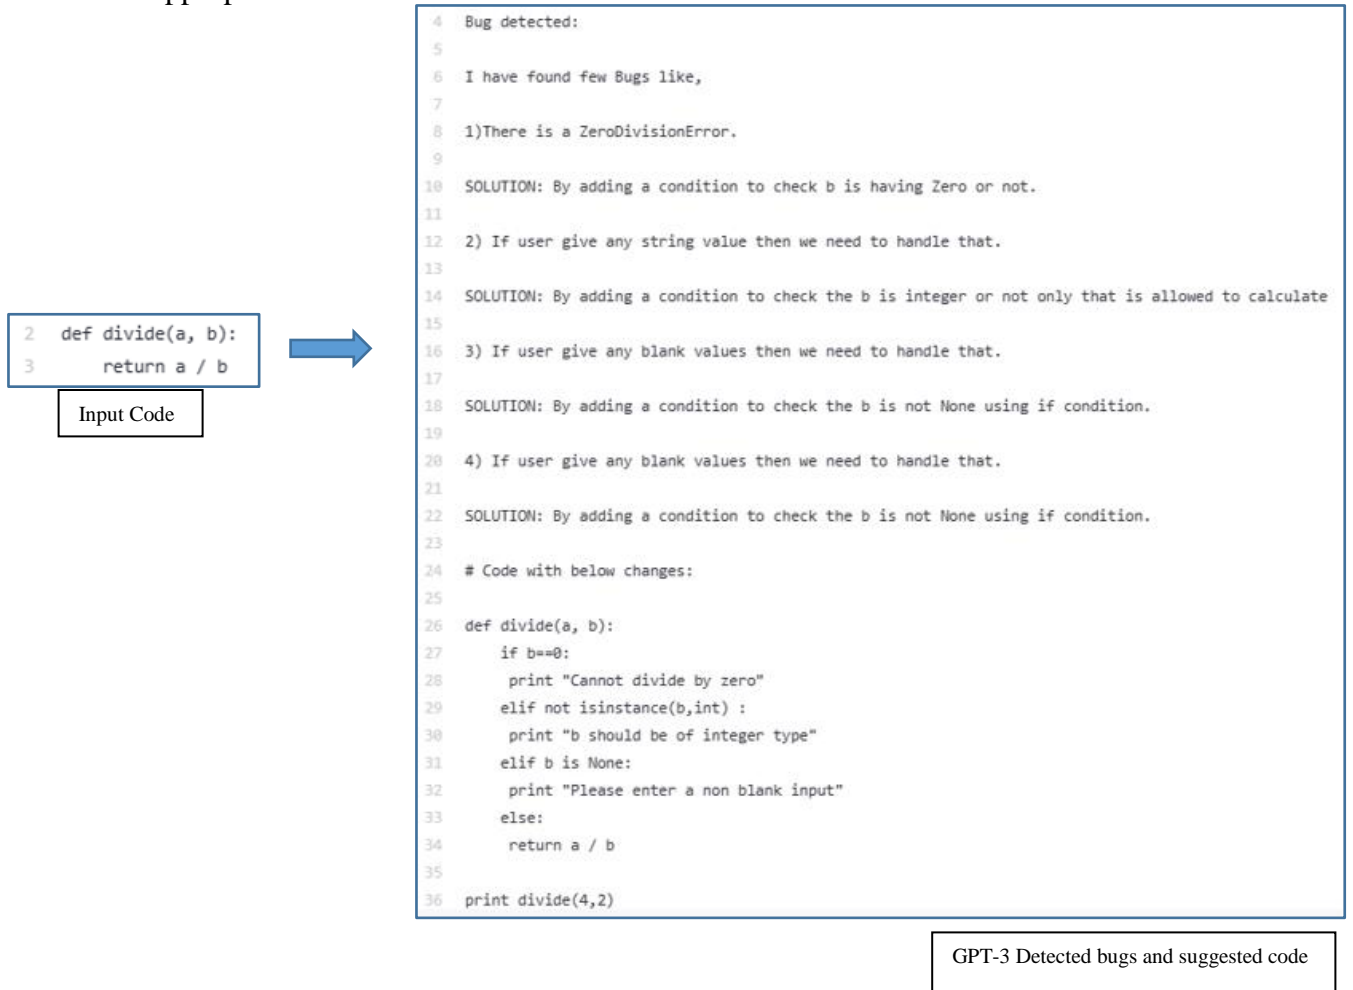 2 def divide(a, b):
3 return a / b
Input Code
4 Bug detected:
5
6 I have found few Bugs like,
7
8 1)There is a ZeroDivisionError.
9
10 SOLUTION: By adding a condition to check b is having Zero or not.
11
12 2) If user give any string value then we need to handle that.
13
14 SOLUTION: By adding a condition to check the b is integer or not only that is allowed to calculate
15
16 3) If user give any blank values then we need to handle that.
17
18 SOLUTION: By adding a condition to check the b is not None using if condition.
19
20 4) If user give any blank values then we need to handle that.
21
22 SOLUTION: By adding a condition to check the b is not None using if condition.
23
24 # Code with below changes:
25
26 def divide(a, b):
27 if b==0:
28 print "Cannot divide by zero"
29 elif not isinstance(b,int) :
30 print "b should be of integer type"
31 elif b is None:
32 print "Please enter a non blank input"
33 else:
34 return a / b
35
36 print divide(4,2)
GPT-3 Detected bugs and suggested code